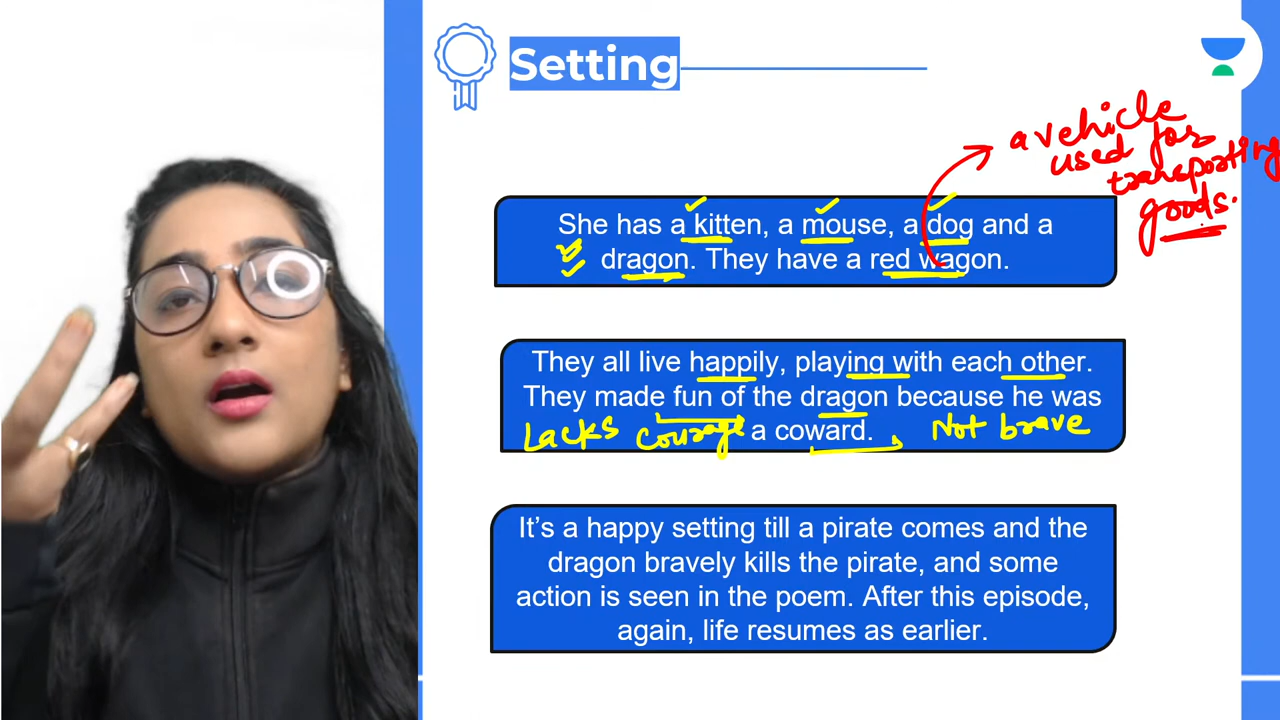 Setting
a vehicle
used for
transporting
goods.
She has a kitten, a mouse, a dog and a
dragon. They have a red wagon.
They all live happily, playing with each other.
They made fun of the dragon because he was
a coward.
Lacks courage
Not brave
It's a happy setting till a pirate comes and the
dragon bravely kills the pirate, and some
action is seen in the poem. After this episode,
again, life resumes as earlier.